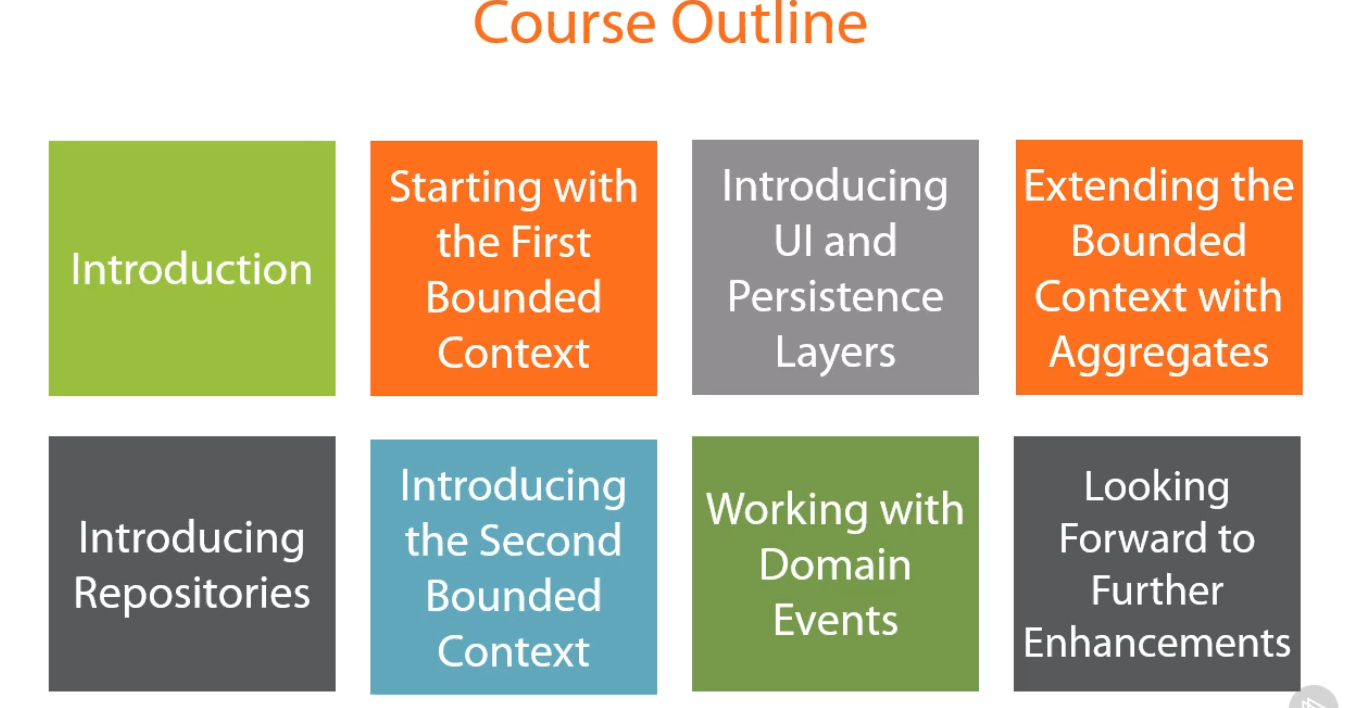 Course Outline
Introduction
Starting with
the First
Bounded
Context
Introducing
UI and
Persistence
Layers
Extending the
Bounded
Context with
Aggregates
Introducing
Repositories
Introducing
the Second
Bounded
Context
Working with
Domain
Events
Looking
Forward to
Further
Enhancements